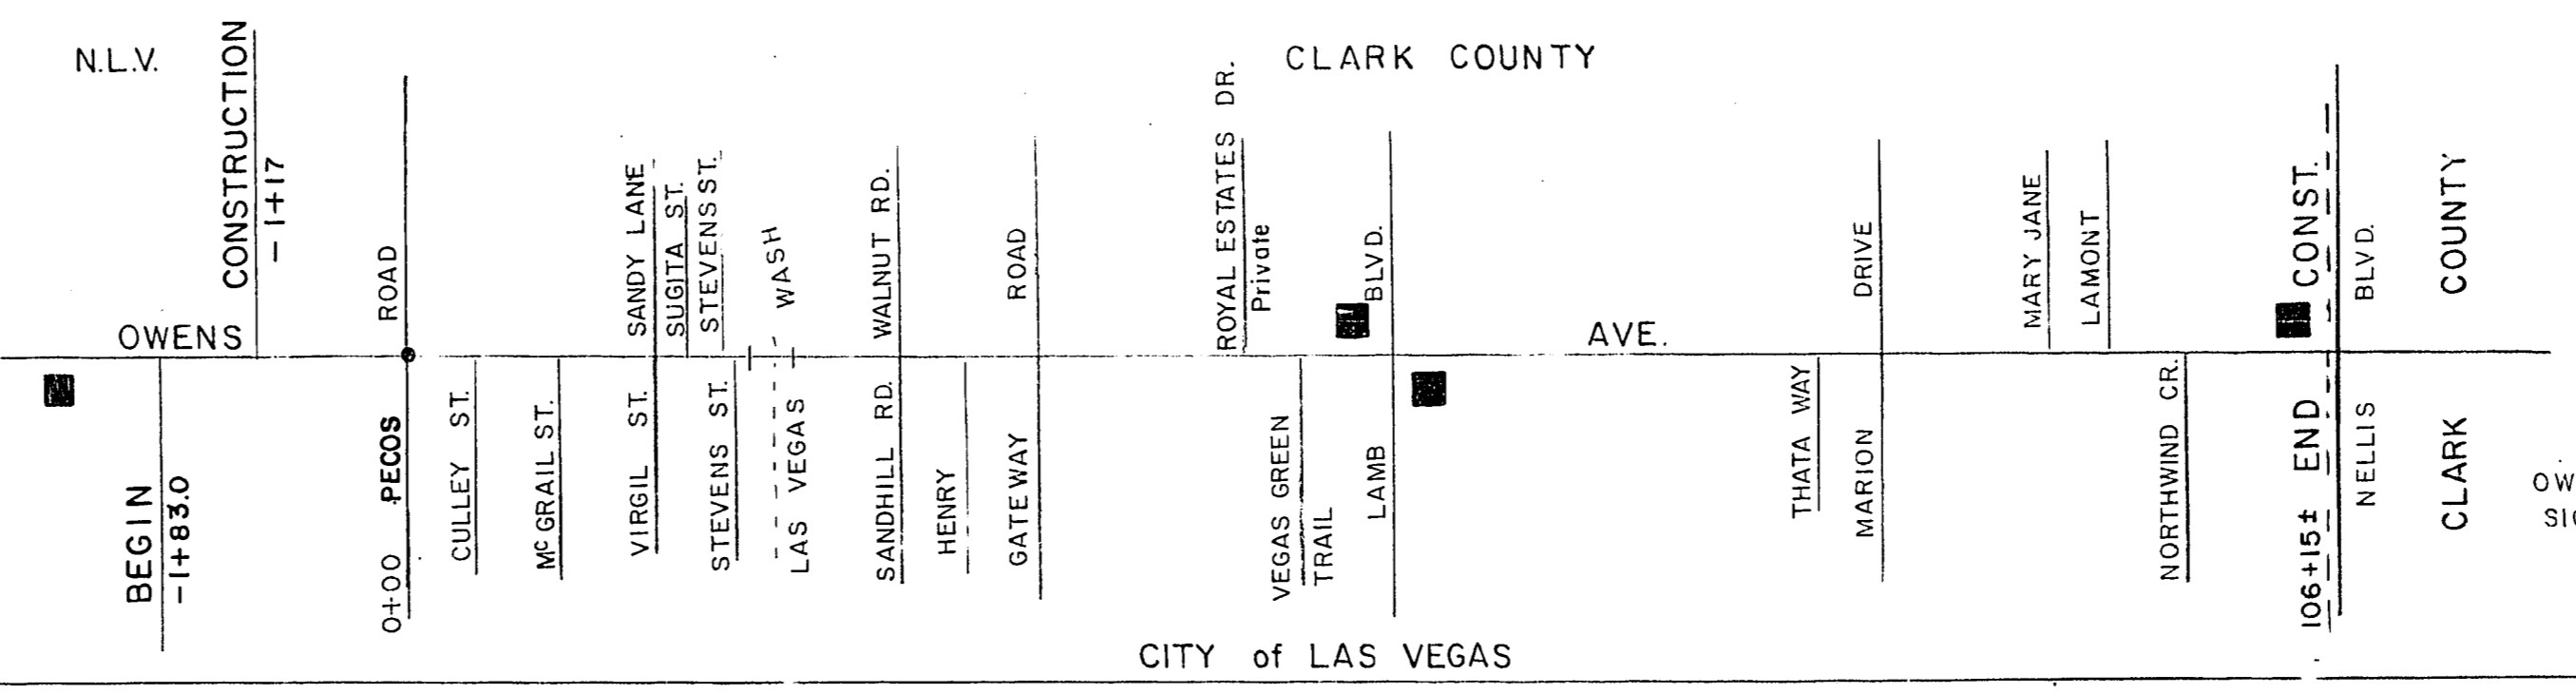 N.L.V.
CLARK COUNTY
CONSTRUCTION
-1+17
ROAD
SANDY LANE
SUGITA ST.
STEVENS ST.
WASH
WALNUT RD.
ROAD
ROYAL ESTATES DR.
Private
BLVD.
DRIVE
MARY JANE
LAMONT
CONST.
BLVD.
COUNTY
OWENS
AVE.
BEGIN
-1+83.0
0+00
PECOS
CULLEY ST.
McGRAIL ST.
VIRGIL ST.
STEVENS ST.
LAS VEGAS
SANDHILL RD.
HENRY
GATEWAY
VEGAS GREEN
TRAIL
LAMB
THATA WAY
MARION
NORTHWIND CR.
106+15± END
NELLIS
CLARK
OW
SIG
CITY of LAS VEGAS